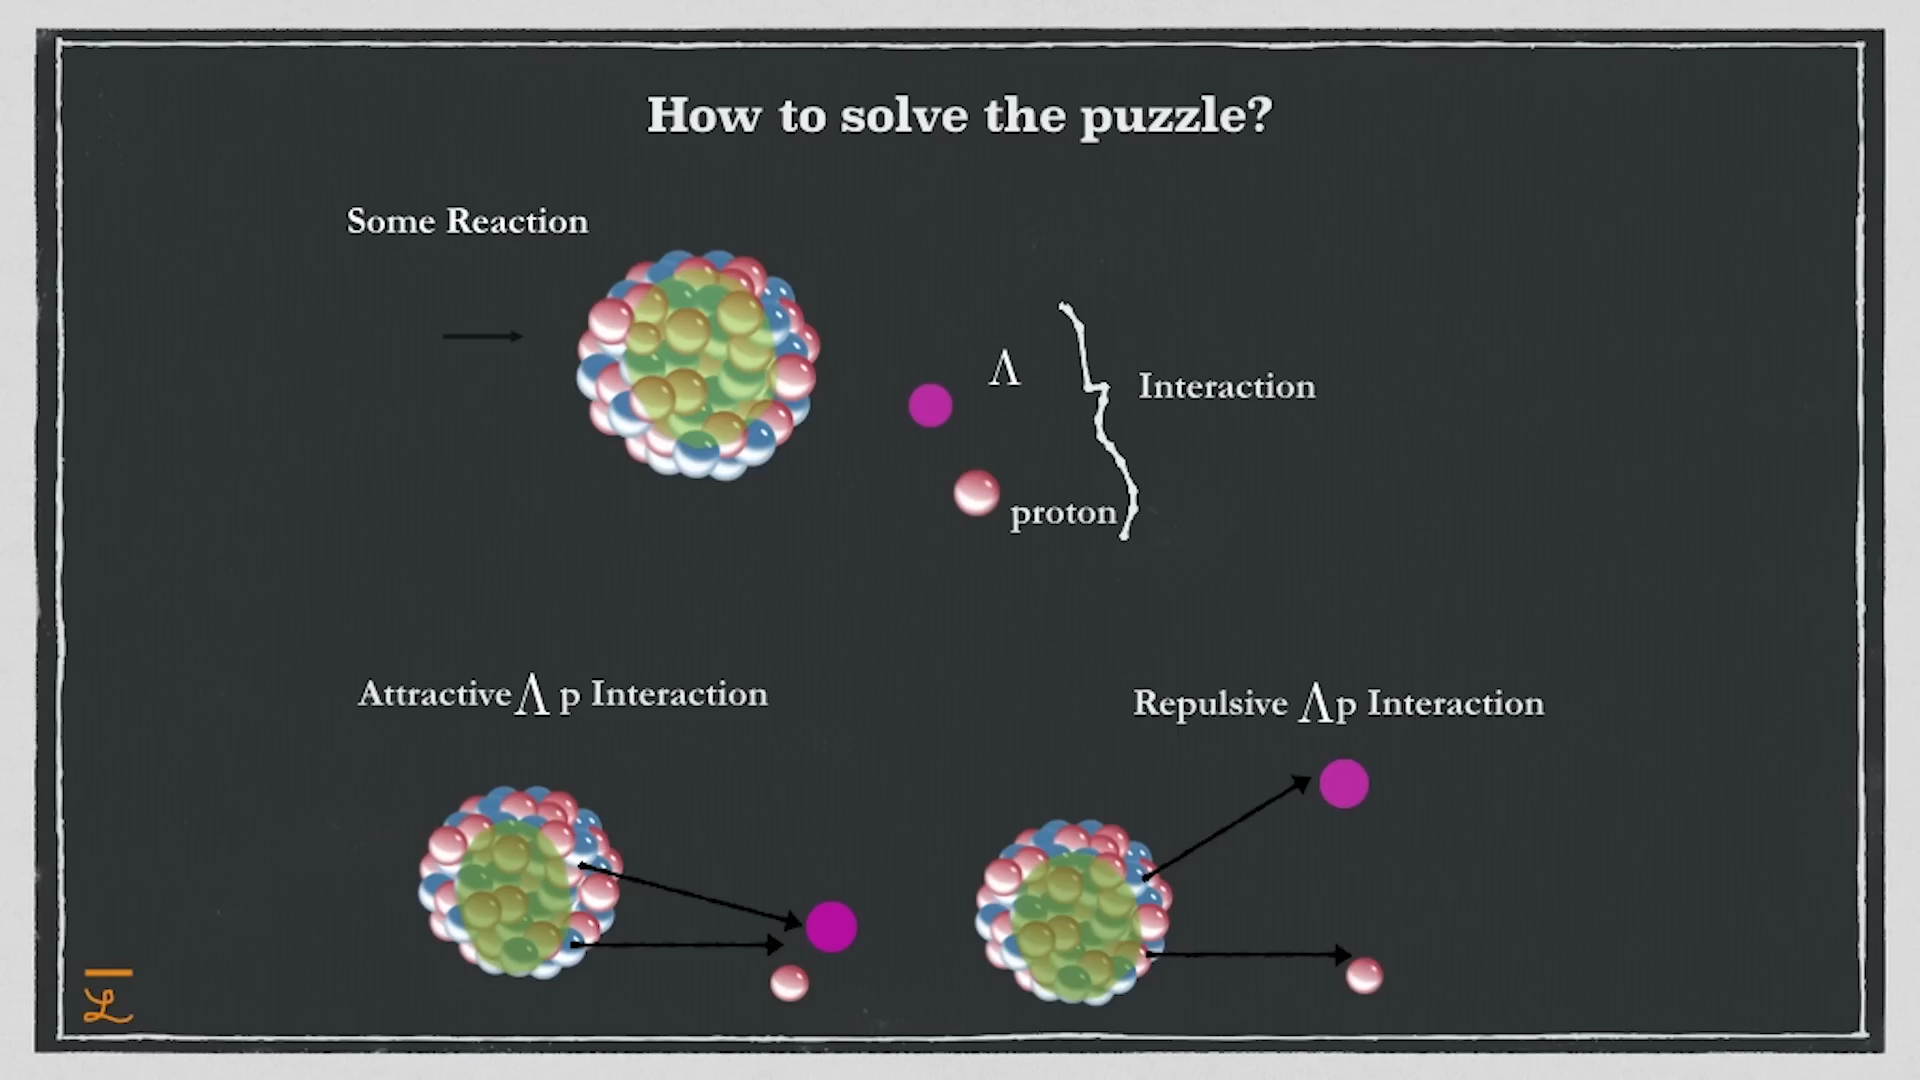 How to solve the puzzle?
Some Reaction
Λ
Interaction
proton
Attractive Λ p Interaction
Repulsive Λp Interaction